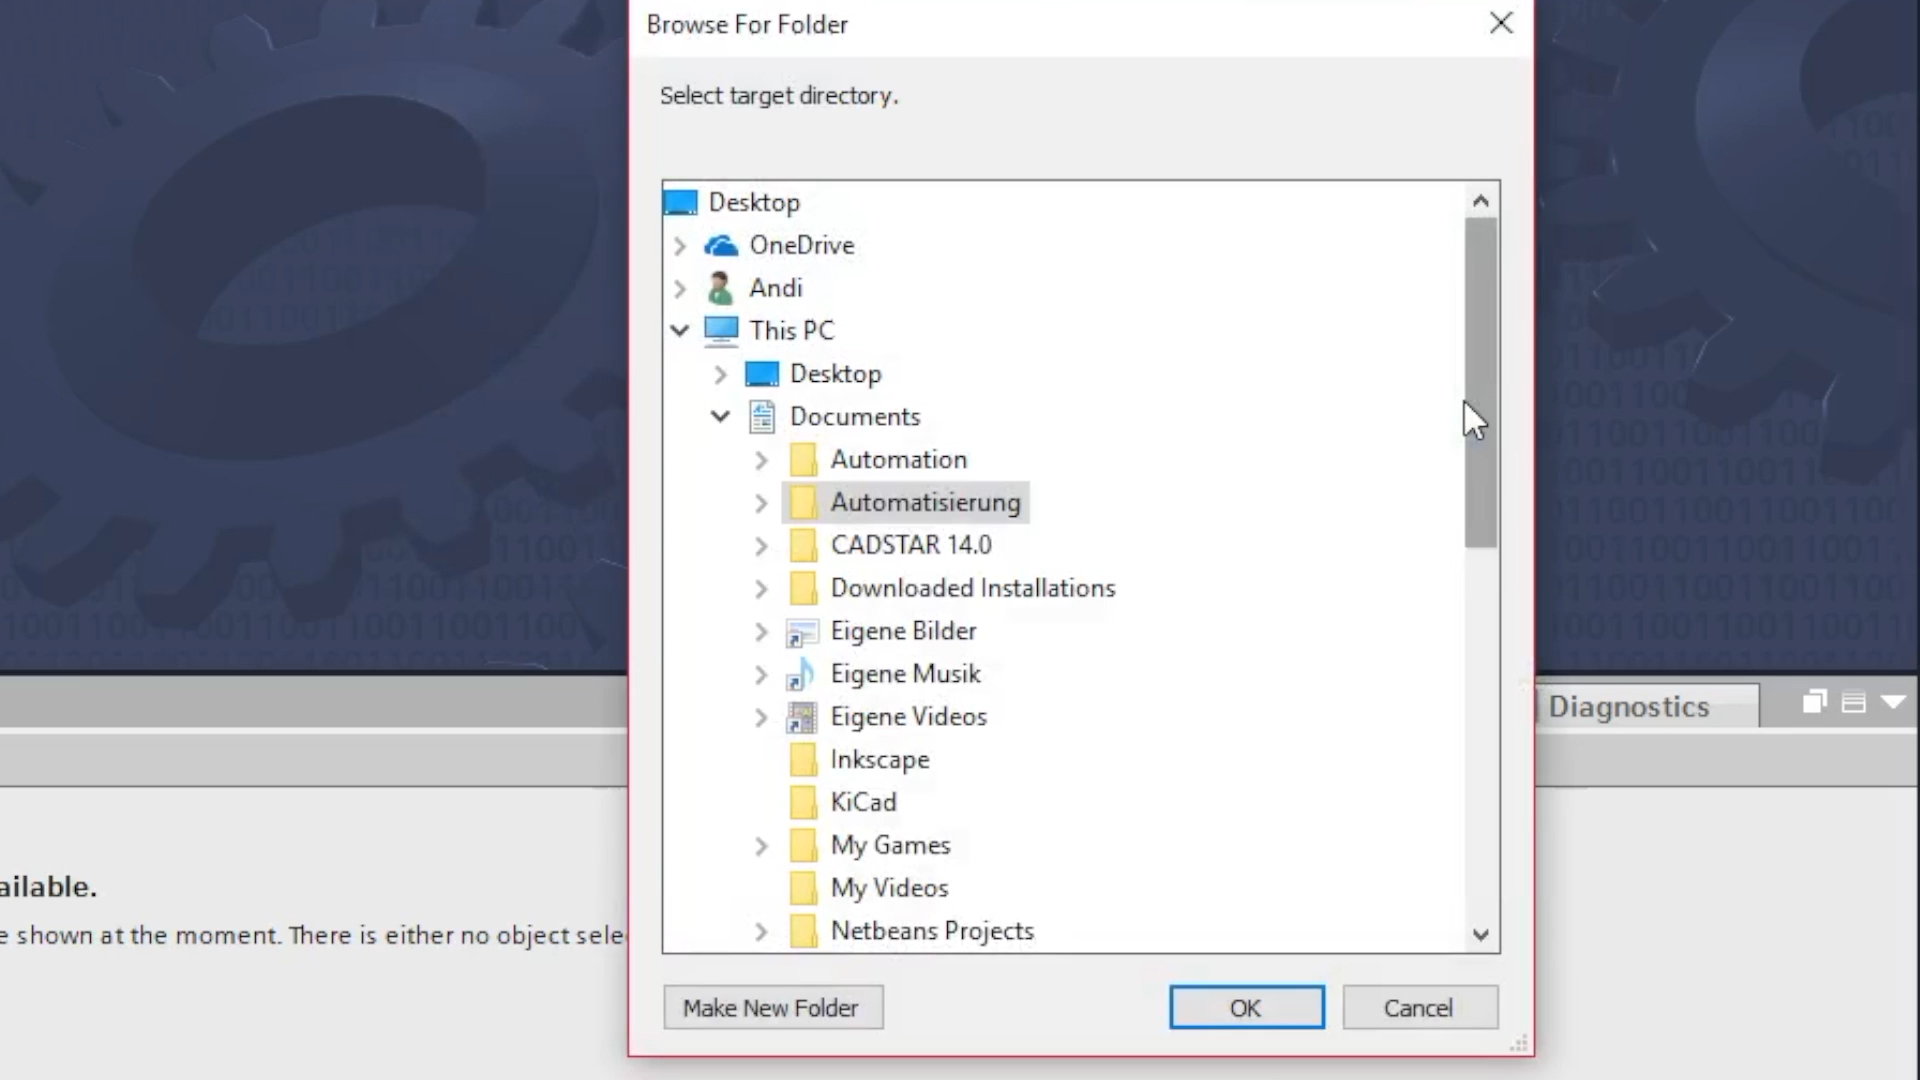 Browse For Folder
Select target directory.
Desktop
OneDrive
Andi
This PC
Desktop
Documents
Automation
Automatisierung
CADSTAR 14.0
Downloaded Installations
Eigene Bilder
Eigene Musik
Eigene Videos
Inkscape
KiCad
My Games
My Videos
Netbeans Projects
Make New Folder
OK
Cancel
Diagnostics
ailable.
e shown at the moment. There is either no object sele